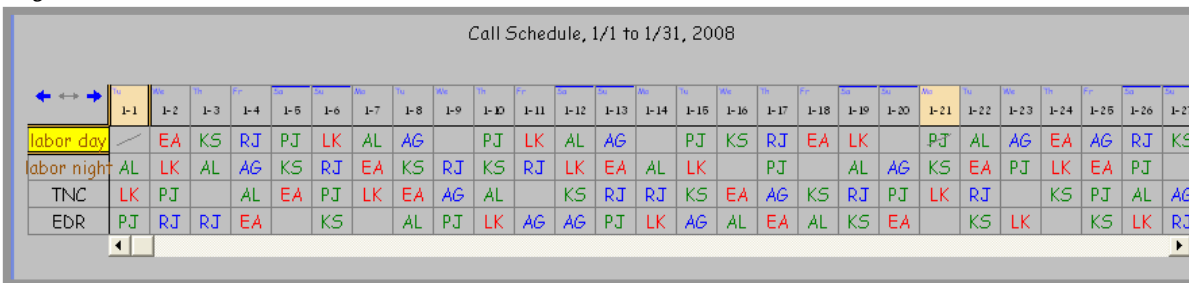 Call Schedule, 1/1 to 1/31, 2008
Tu We Th Fr Sa Su Mo Tu We Th Fr Sa Su Mo Tu We Th Fr Sa Su Mo Tu We Th Fr Sa Su
1-1 1-2 1-3 1-4 1-5 1-6 1-7 1-8 1-9 1-10 1-11 1-12 1-13 1-14 1-15 1-16 1-17 1-18 1-19 1-20 1-21 1-22 1-23 1-24 1-25 1-26 1-27
labor day EA KS RJ PJ LK AL AG PJ LK AL AG PJ KS RJ EA LK PJ AL AG EA AG RJ KS
labor night AL LK AL AG KS RJ EA KS RJ KS RJ LK EA AL LK PJ AL AG KS EA PJ LK EA PJ
TNC LK PJ AL EA PJ LK EA AG AL KS RJ RJ KS EA AG KS RJ PJ LK RJ KS PJ AL AG
EDR PJ RJ RJ EA KS AL PJ LK AG AG PJ LK AG AL EA AL KS EA KS LK KS LK RJ